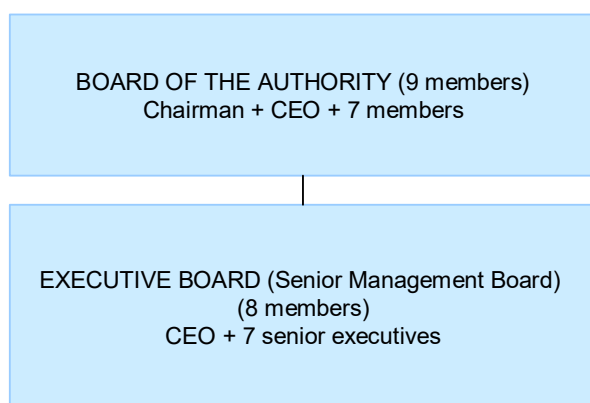 BOARD OF THE AUTHORITY (9 members)
Chairman + CEO + 7 members
EXECUTIVE BOARD (Senior Management Board)
(8 members)
CEO + 7 senior executives